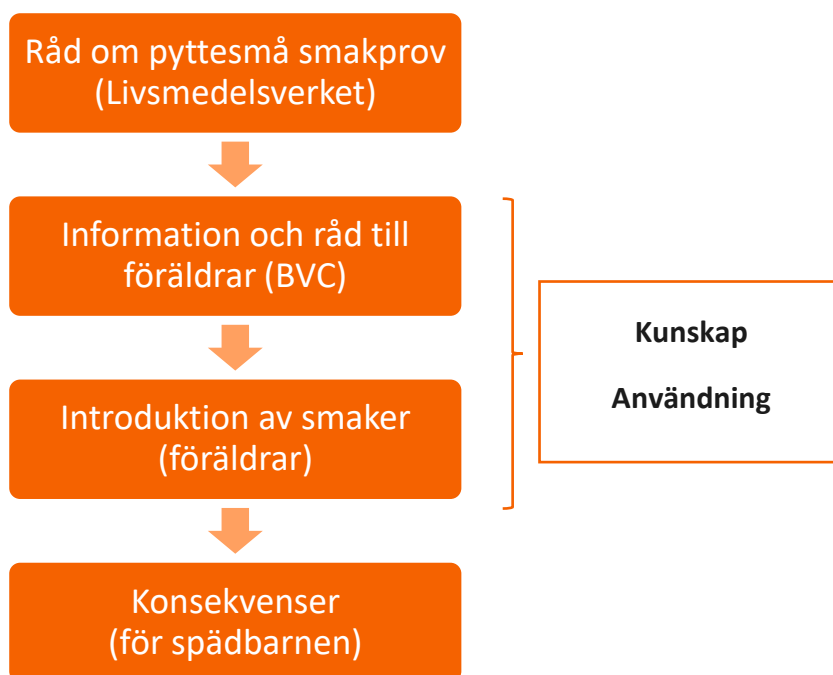 Råd om pyttesmå smakprov
(Livsmedelsverket)
Information och råd till
föräldrar (BVC)
Introduktion av smaker
(föräldrar)
Konsekvenser
(för spädbarnen)
Kunskap
Användning